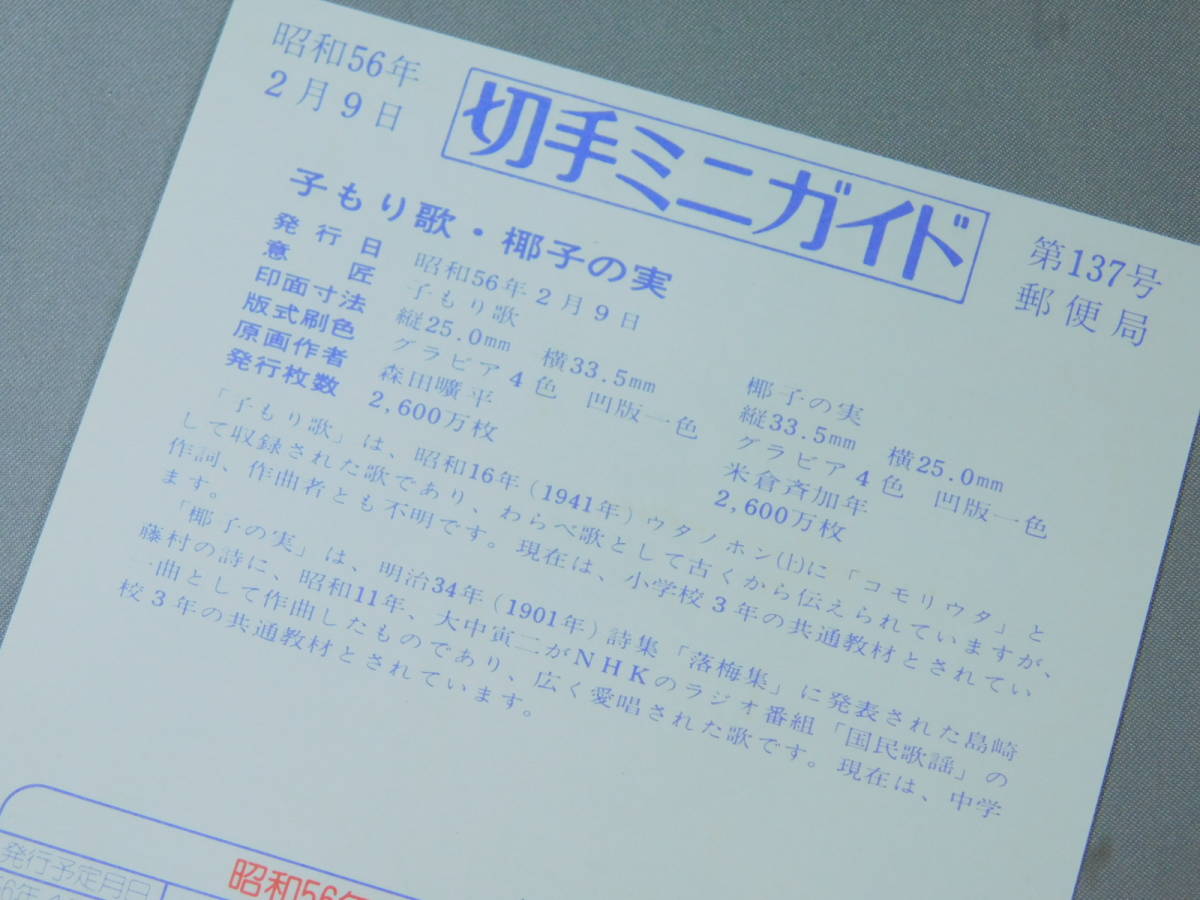 昭和56年
2月9日
切手ミニガイド
第137号
郵便局
子もり歌・椰子の実
発行日 昭和56年2月9日
意匠 子もり歌 椰子の実
印面寸法 縦25.0mm 横33.5mm 縦33.5mm 横25.0mm
版式刷色 グラビア4色 凹版一色 グラビア4色 凹版一色
原画作者 森田曠平 米倉斉加年
発行枚数 2,600万枚 2,600万枚
「子もり歌」は、昭和16年(1941年)ウタノホン(上)に「コモリウタ」と
して収録された歌であり、わらべ歌として古くから伝えられていますが、
作詞、作曲者とも不明です。現在は、小学校3年の共通教材とされてい
ます。
「椰子の実」は、明治34年(1901年)詩集「落梅集」に発表された島崎
藤村の詩に、昭和11年、大中寅二がNHKのラジオ番組「国民歌謡」の
一曲として作曲したものであり、広く愛唱された歌です。現在は、中学
校3年の共通教材とされています。
昭和56年
発行予定月日